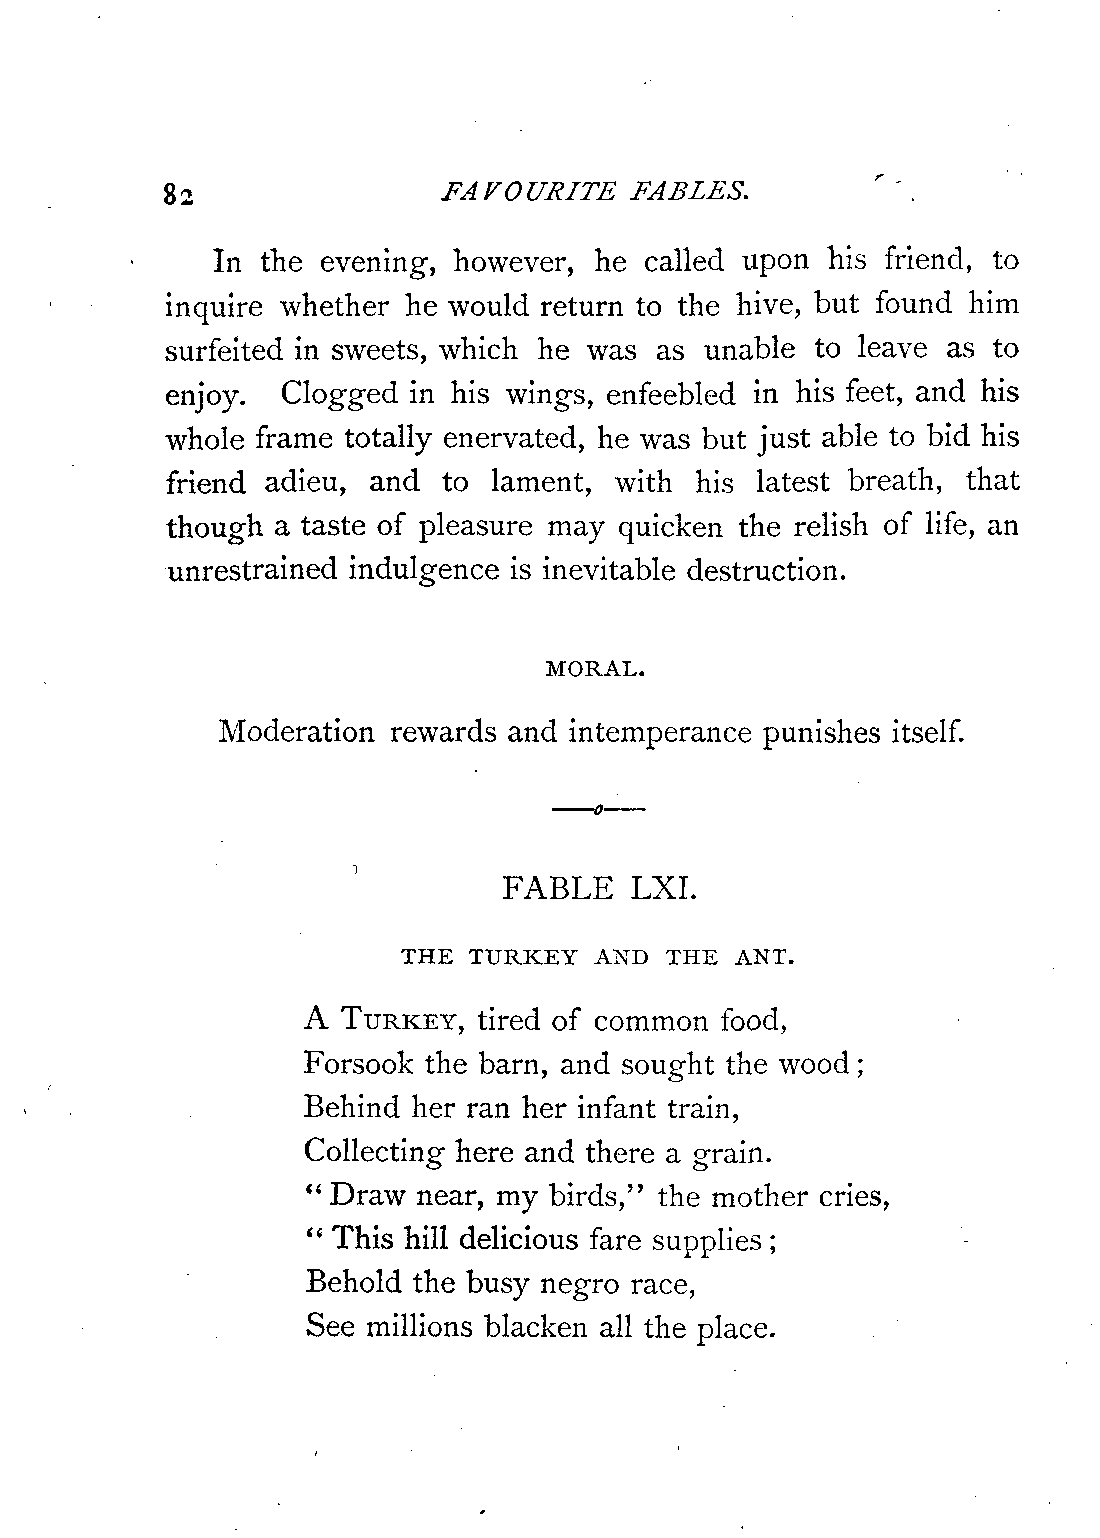 82 FAVOURITE FABLES.
In the evening, however, he called upon his friend, to
inquire whether he would return to the hive, but found him
surfeited in sweets, which he was as unable to leave as to
enjoy. Clogged in his wings, enfeebled in his feet, and his
whole frame totally enervated, he was but just able to bid his
friend adieu, and to lament, with his latest breath, that
though a taste of pleasure may quicken the relish of life, an
unrestrained indulgence is inevitable destruction.
MORAL.
Moderation rewards and intemperance punishes itself.
FABLE LXI.
THE TURKEY AND THE ANT.
A TURKEY, tired of common food,
Forsook the barn, and sought the wood;
Behind her ran her infant train,
Collecting here and there a grain.
“Draw near, my birds,” the mother cries,
“This hill delicious fare supplies;
Behold the busy negro race,
See millions blacken all the place.